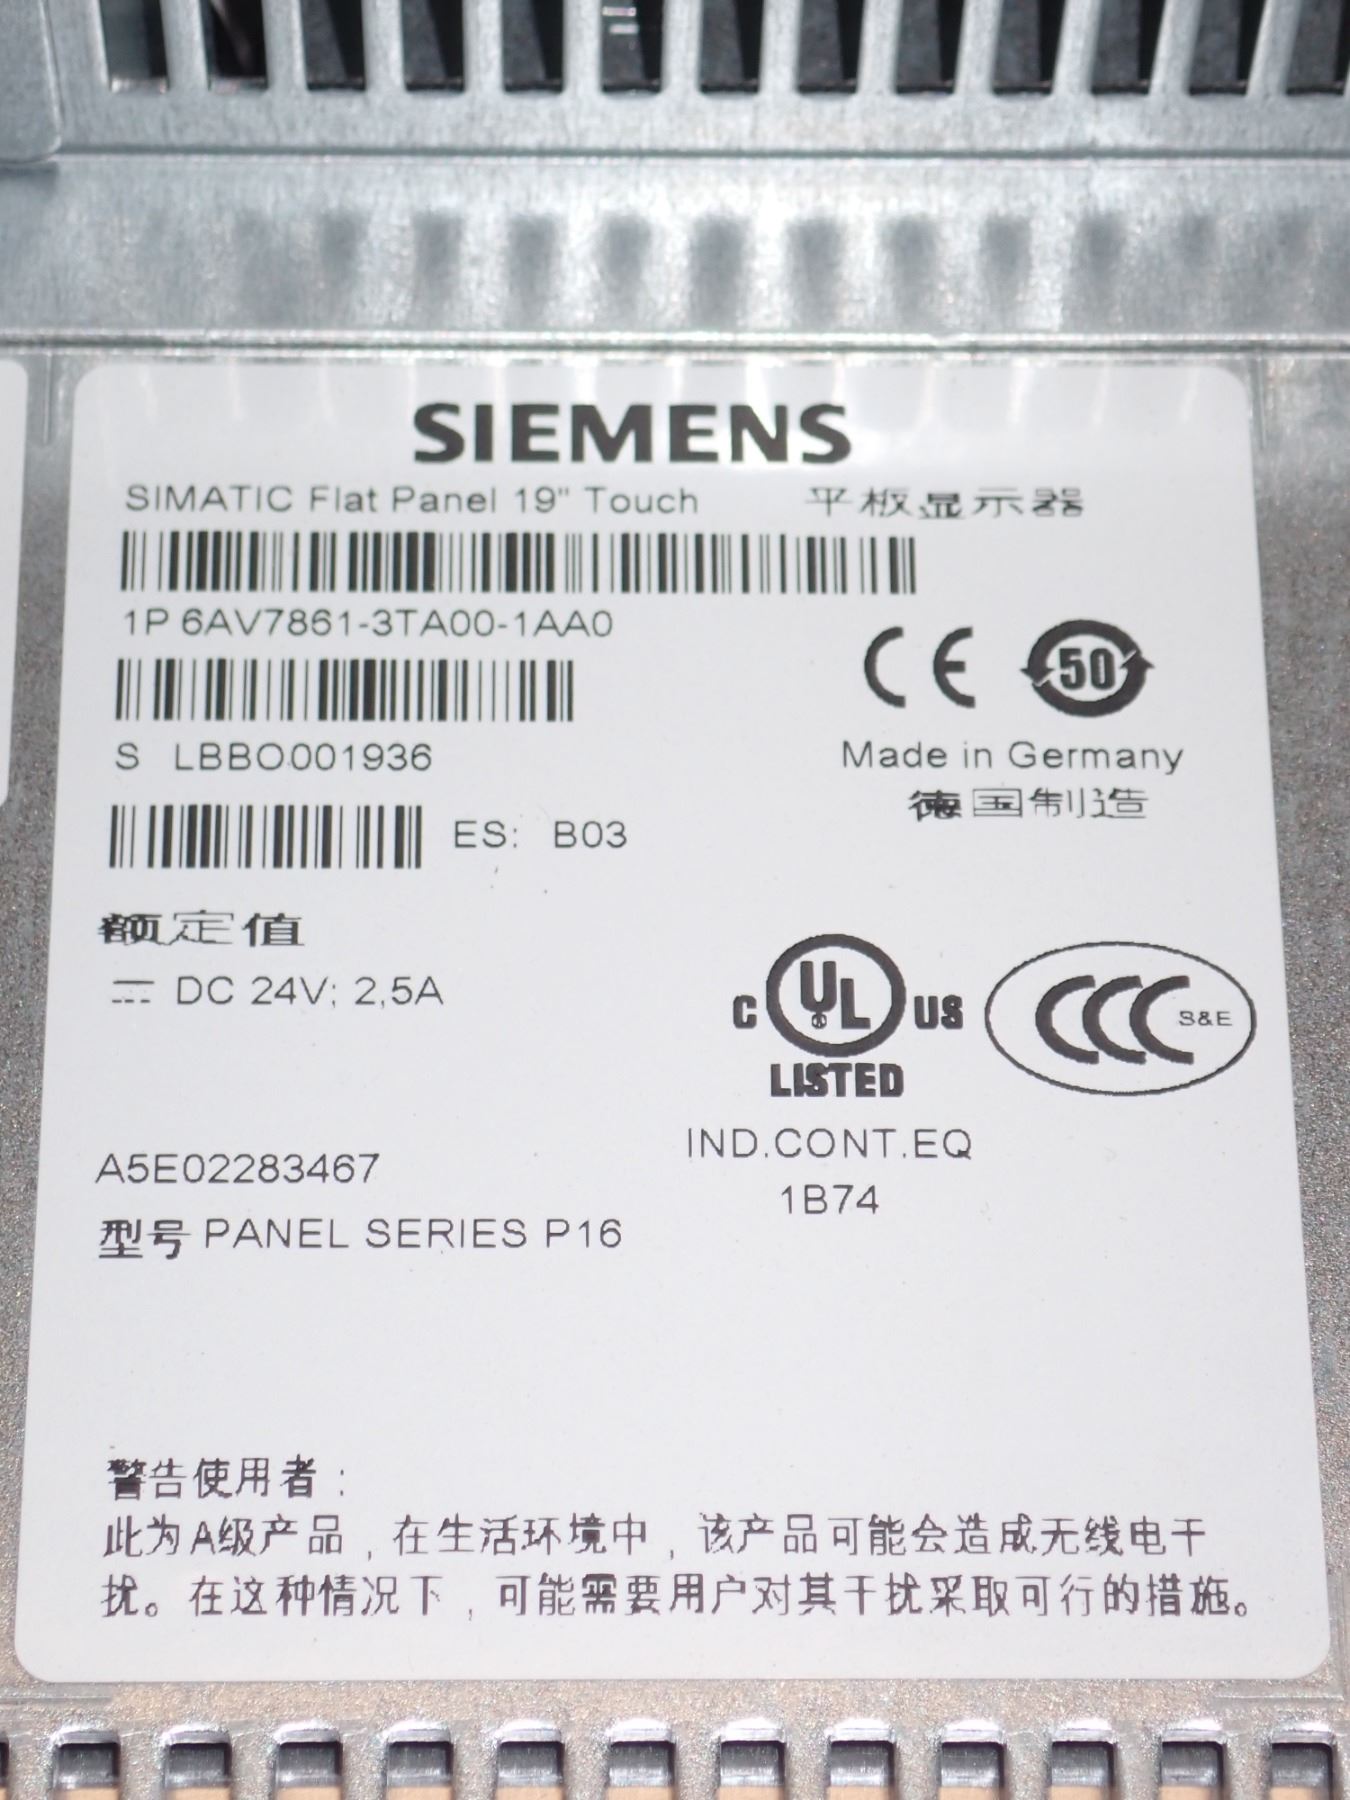 SIEMENS
SIMATIC Flat Panel 19" Touch 平板显示器
1P 6AV7861-3TA00-1AA0
CE 50
S LBBO001936
Made in Germany
德国制造
ES: B03
额定值
DC 24V; 2,5A
C UL US
LISTED
CCC S&E
IND.CONT.EQ
1B74
A5E02283467
型号 PANEL SERIES P16
警告使用者：
此为A级产品，在生活环境中，该产品可能会造成无线电干
扰。在这种情况下，可能需要用户对其干扰采取可行的措施。